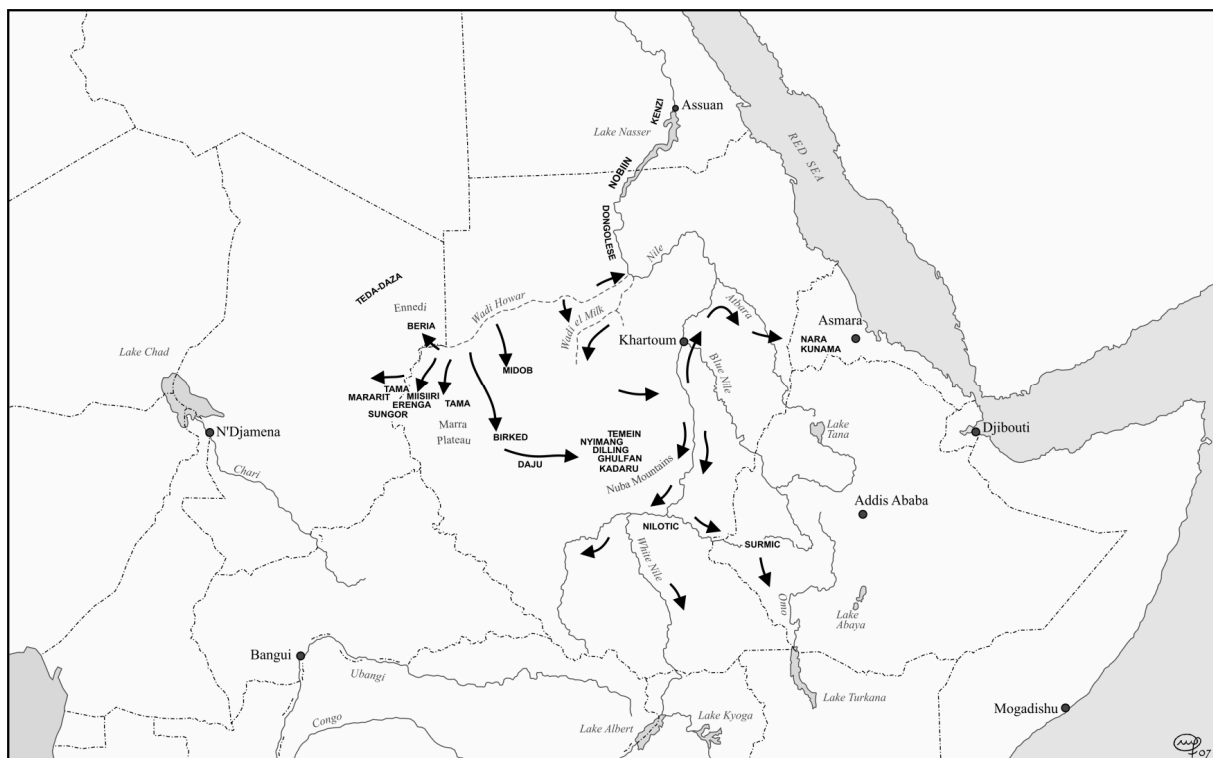 Assuan
KENZI
Lake Nasser
NOBIIN
RED SEA
DONGOLESE
Nile
TEDA-DAZA
Ennedi
Wadi Howar
Atbara
BERIA
Wadi el Milk
Asmara
Khartoum
NARA
KUNAMA
Lake Chad
MIDOB
Blue Nile
TAMA
MARARIT
MIISIIRI
ERENGA
TAMA
SUNGOR
Marra
Plateau
N'Djamena
BIRKED
TEMEIN
NYIMANG
DILLING
GHULFAN
KADARU
Lake
Tana
Djibouti
DAJU
Chari
Nuba Mountains
Addis Ababa
NILOTIC
SURMIC
White Nile
Omo
Lake
Abaya
Bangui
Ubangi
Lake Turkana
Congo
Lake Albert
Lake Kyoga
Mogadishu
07